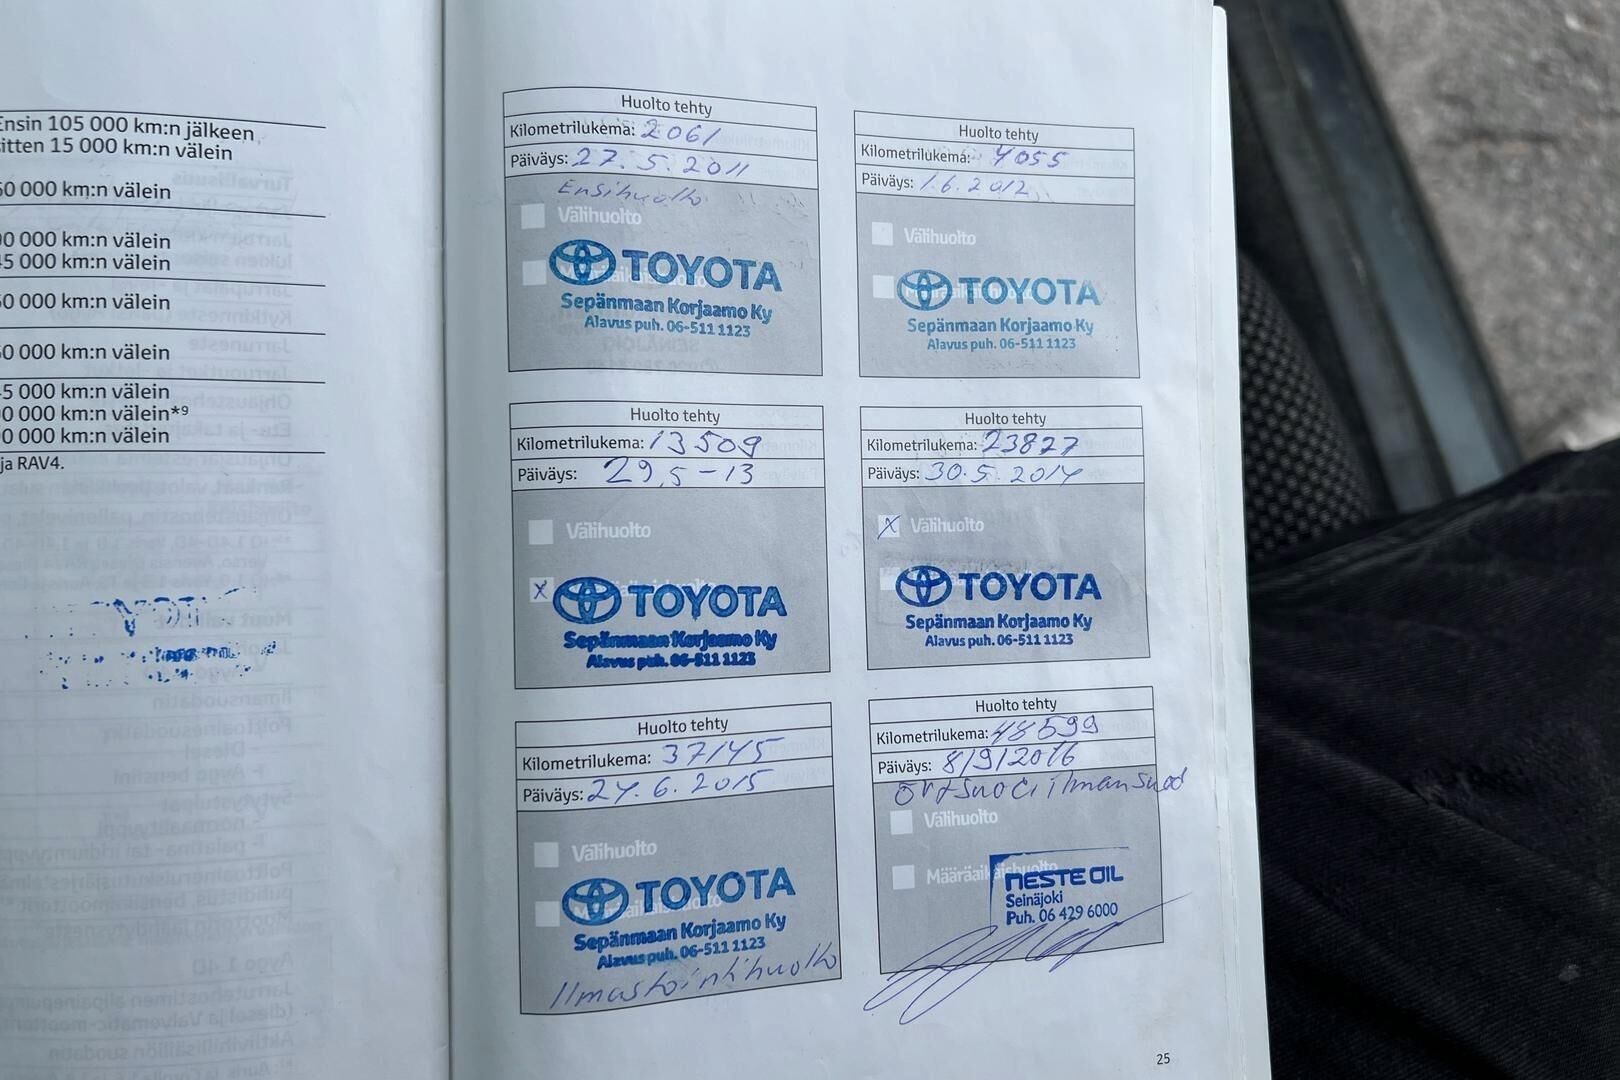 Ensin 105 000 km:n jälkeen
sitten 15 000 km:n välein
60 000 km:n välein
90 000 km:n välein
45 000 km:n välein
60 000 km:n välein
60 000 km:n välein
45 000 km:n välein
90 000 km:n välein*9
90 000 km:n välein
ja RAV4.
Huolto tehty
Kilometrilukema: 2061
Päiväys: 27.5.2011
Ensihuolto
Välihuolto
TOYOTA
Sepänmaan Korjaamo Ky
Alavus puh. 06-511 1123
Huolto tehty
Kilometrilukema: 4055
Päiväys: 1.6.2012
Välihuolto
Määräaikaishuolto
TOYOTA
Sepänmaan Korjaamo Ky
Alavus puh. 06-511 1123
Huolto tehty
Kilometrilukema: 13509
Päiväys: 29.5-13
Välihuolto
x
TOYOTA
Sepänmaan Korjaamo Ky
Alavus puh. 06-511 1123
Huolto tehty
Kilometrilukema: 23827
Päiväys: 30.5.2014
x Välihuolto
TOYOTA
Sepänmaan Korjaamo Ky
Alavus puh. 06-511 1123
Huolto tehty
Kilometrilukema: 37145
Päiväys: 24.6.2015
Välihuolto
TOYOTA
Sepänmaan Korjaamo Ky
Alavus puh. 06-511 1123
Ilmastointihuolto
Huolto tehty
Kilometrilukema: 48599
Päiväys: 8/9/2016
ilmansuod
Välihuolto
Määräaikaishuolto
NESTE OIL
Seinäjoki
Puh. 06 429 6000
25